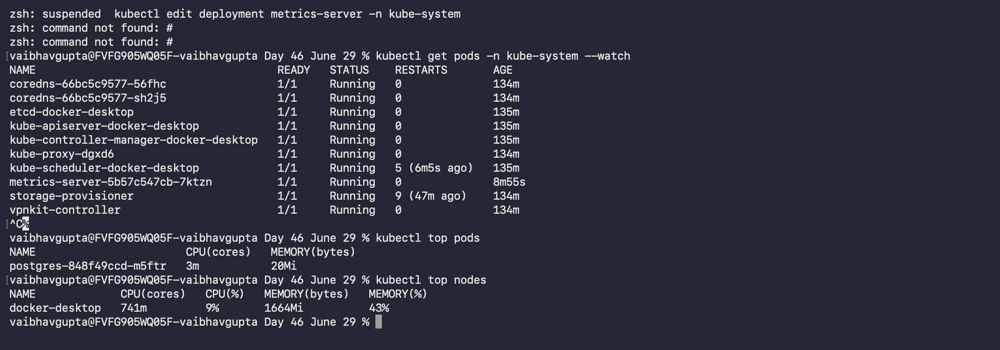 zsh: suspended  kubectl edit deployment metrics-server -n kube-system
zsh: command not found: #
zsh: command not found: #
[vaibhavgupta@FVFG905WQ05F-vaibhavgupta Day 46 June 29 % kubectl get pods -n kube-system --watch
NAME                                     READY   STATUS    RESTARTS       AGE
coredns-66bc5c9577-56fhc                 1/1     Running   0              134m
coredns-66bc5c9577-sh2j5                 1/1     Running   0              134m
etcd-docker-desktop                      1/1     Running   0              135m
kube-apiserver-docker-desktop            1/1     Running   0              135m
kube-controller-manager-docker-desktop   1/1     Running   0              135m
kube-proxy-dgxd6                         1/1     Running   0              134m
kube-scheduler-docker-desktop            1/1     Running   5 (6m5s ago)   135m
metrics-server-5b57c547cb-7ktzn          1/1     Running   0              8m55s
storage-provisioner                      1/1     Running   9 (47m ago)    134m
vpnkit-controller                        1/1     Running   0              134m
[^C%
vaibhavgupta@FVFG905WQ05F-vaibhavgupta Day 46 June 29 % kubectl top pods
NAME                       CPU(cores)   MEMORY(bytes)
postgres-848f49ccd-m5ftr   3m           20Mi
[vaibhavgupta@FVFG905WQ05F-vaibhavgupta Day 46 June 29 % kubectl top nodes
NAME             CPU(cores)   CPU(%)   MEMORY(bytes)   MEMORY(%)
docker-desktop   741m         9%       1664Mi          43%
vaibhavgupta@FVFG905WQ05F-vaibhavgupta Day 46 June 29 %